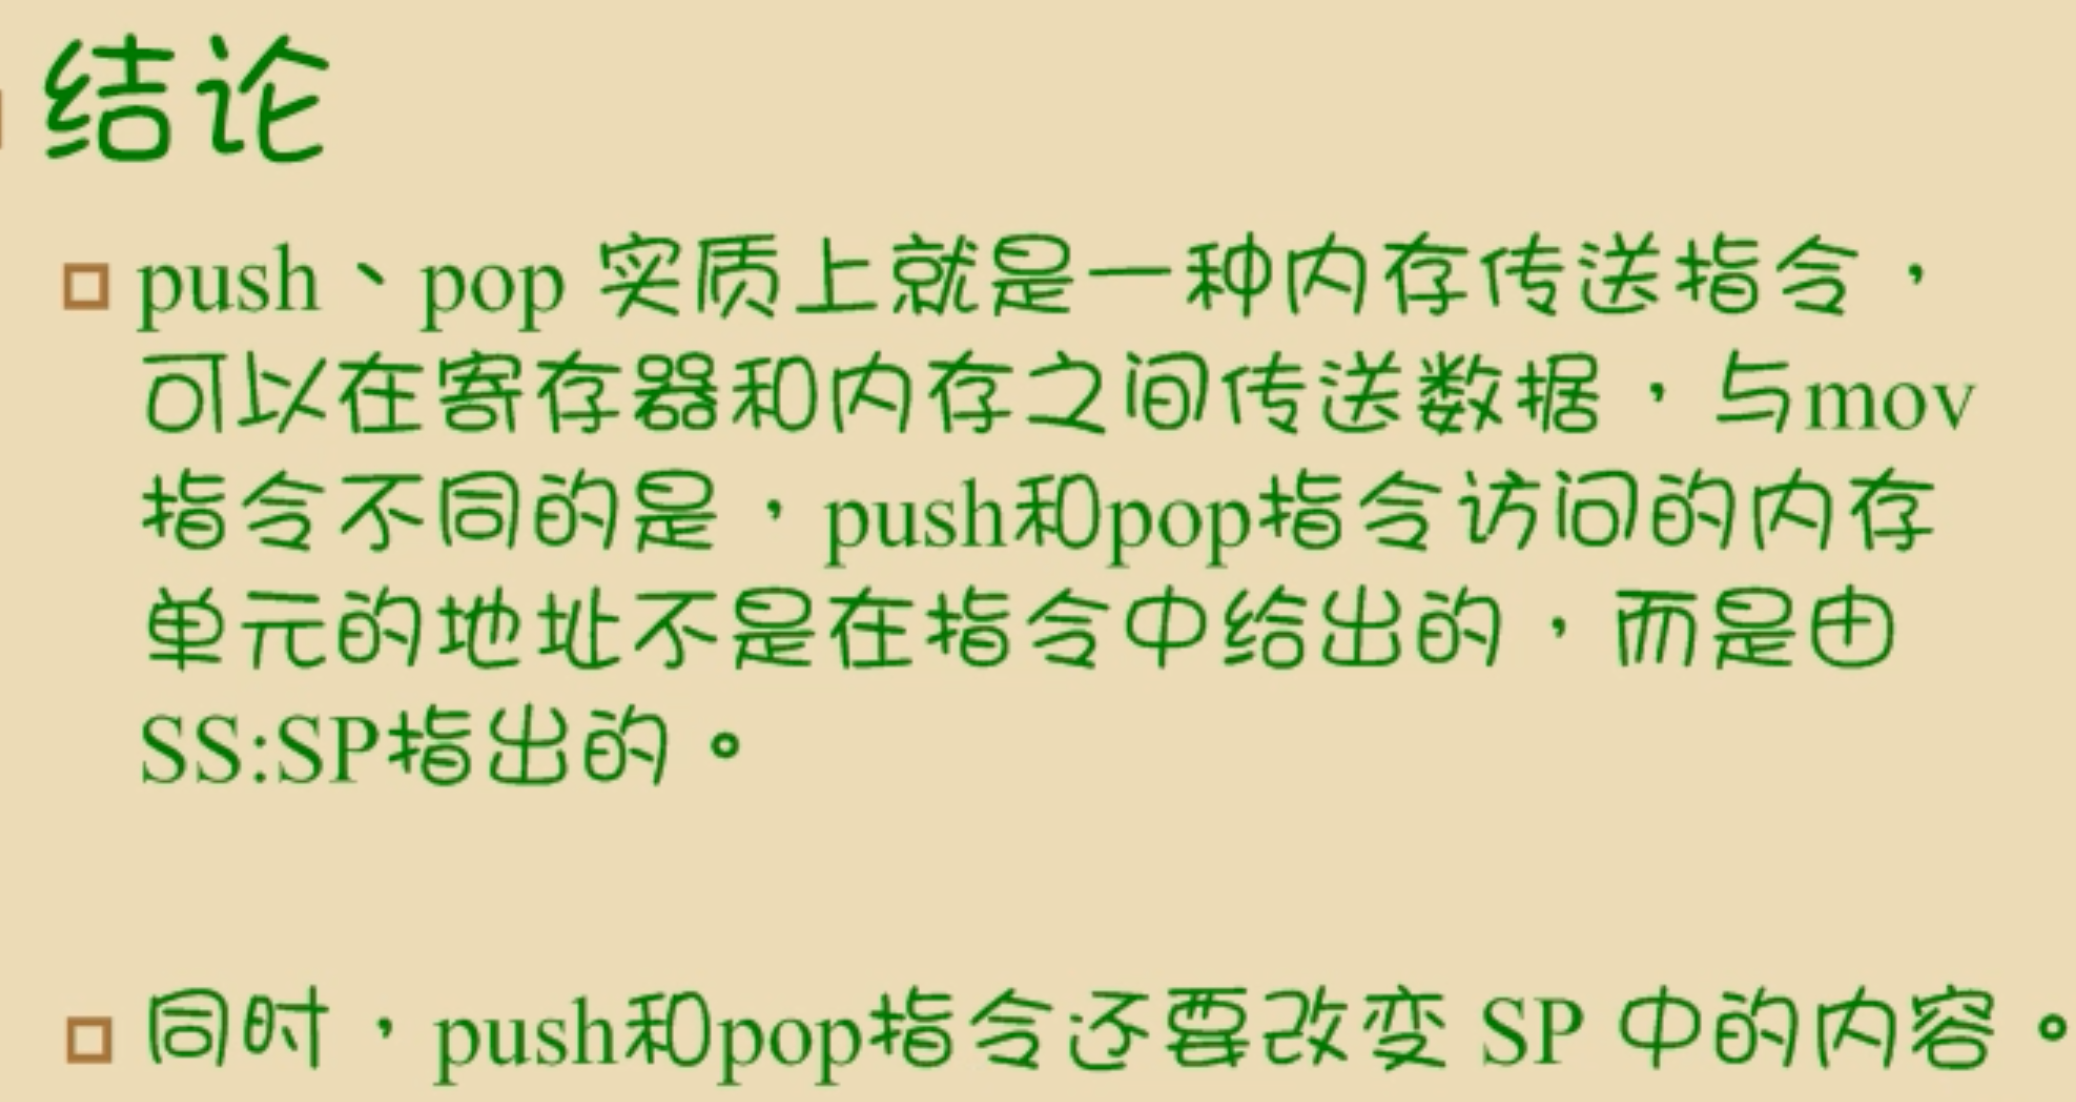 结论
push、pop 实质上就是一种内存传送指令，
可以在寄存器和内存之间传送数据，与mov
指令不同的是，push和pop指令访问的内存
单元的地址不是在指令中给出的，而是由
SS:SP指出的。
同时，push和pop指令还要改变 SP 中的内容。